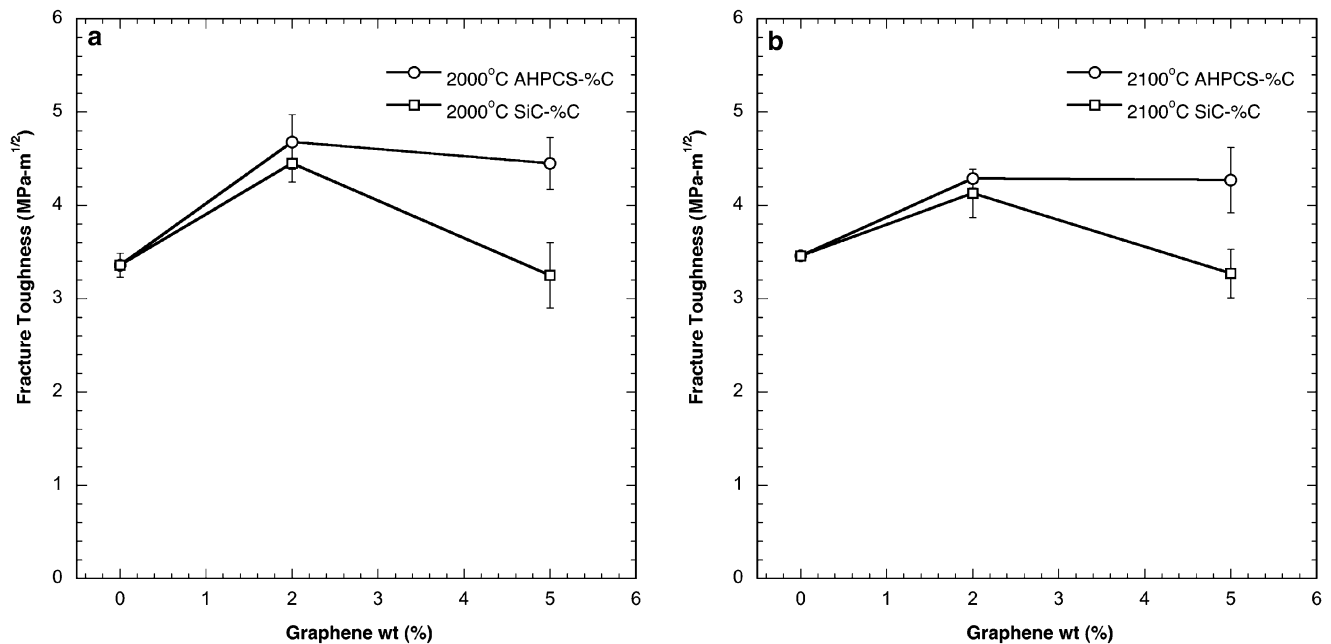 a
2000°C AHPCS-%C
2000°C SiC-%C
Fracture Toughness (MPa-m^1/2)
6
5
4
3
2
1
0
0 1 2 3 4 5 6
Graphene wt (%)
b
2100°C AHPCS-%C
2100°C SiC-%C
Fracture Toughness (MPa-m^1/2)
6
5
4
3
2
1
0
0 1 2 3 4 5 6
Graphene wt (%)